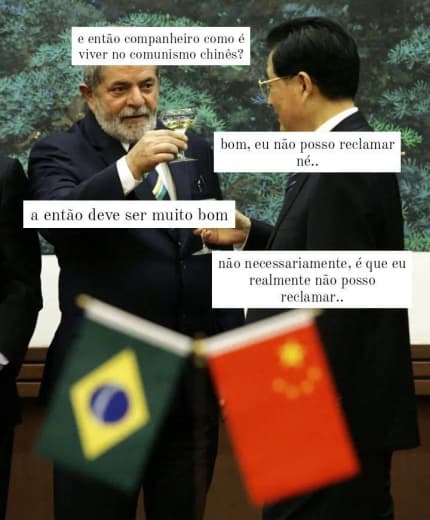 e então companheiro como é
viver no comunismo chinês?
bom, eu não posso reclamar
né..
a então deve ser muito bom
não necessariamente, é que eu
realmente não posso
reclamar..